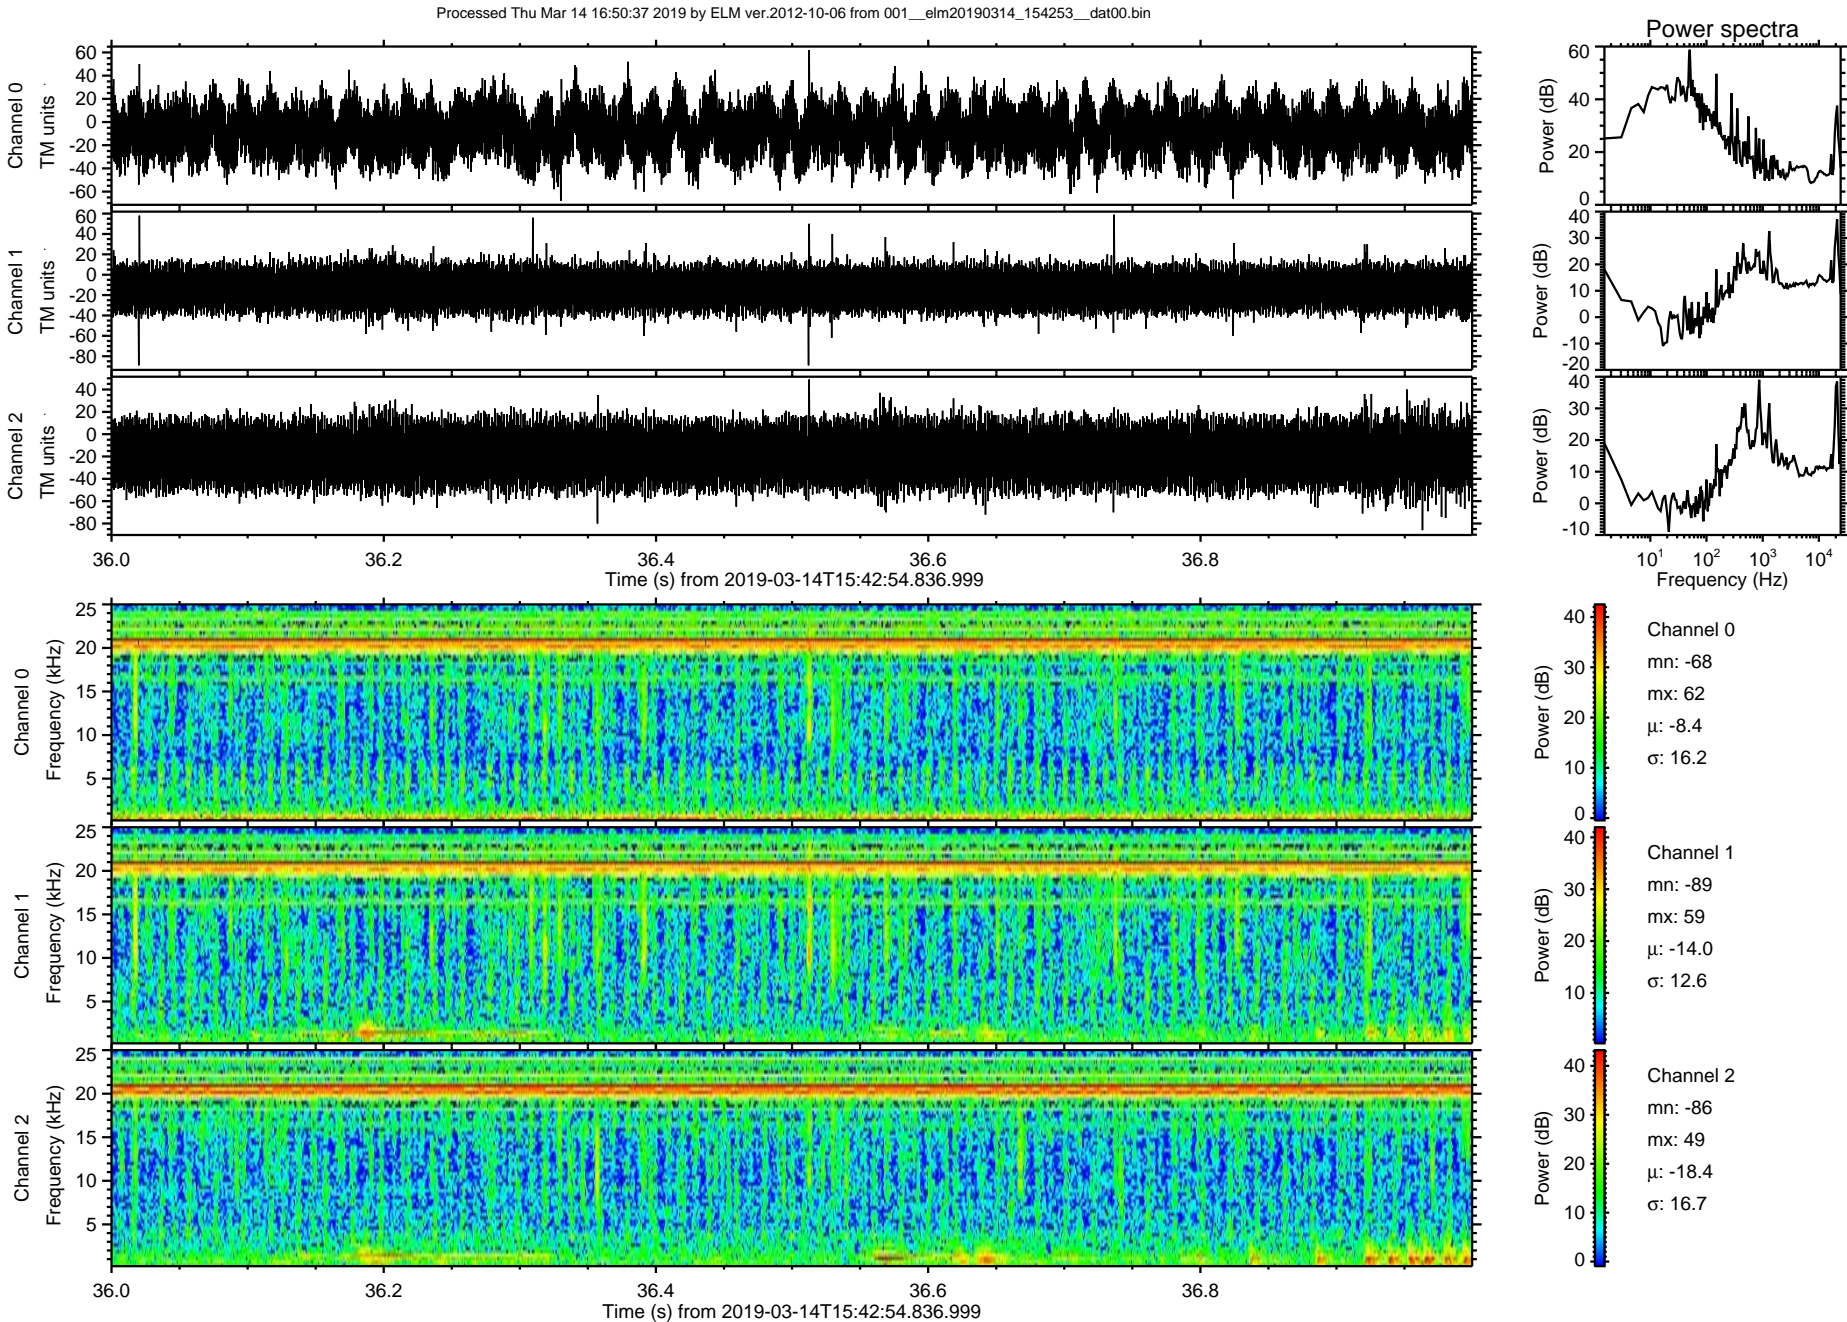 Processed Thu Mar 14 16:50:37 2019 by ELM ver.2012-10-06 from 001__elm20190314_154253__dat00.bin
Power spectra
Channel 0
TM units
60
40
20
0
-20
-40
-60
Power (dB)
60
40
20
0
Channel 1
TM units
60
40
20
0
-20
-40
-60
-80
Power (dB)
40
30
20
10
0
-10
-20
Channel 2
TM units
40
20
0
-20
-40
-60
-80
Power (dB)
40
30
20
10
0
-10
36.0 36.2 36.4 36.6 36.8
Time (s) from 2019-03-14T15:42:54.836.999
10¹ 10² 10³ 10⁴
Frequency (Hz)
Channel 0
Frequency (kHz)
25
20
15
10
5
Power (dB)
40
30
20
10
0
Channel 0
mn: -68
mx: 62
µ: -8.4
σ: 16.2
Channel 1
Frequency (kHz)
25
20
15
10
5
Power (dB)
40
30
20
10
Channel 1
mn: -89
mx: 59
µ: -14.0
σ: 12.6
Channel 2
Frequency (kHz)
25
20
15
10
5
Power (dB)
40
30
20
10
0
Channel 2
mn: -86
mx: 49
µ: -18.4
σ: 16.7
36.0 36.2 36.4 36.6 36.8
Time (s) from 2019-03-14T15:42:54.836.999